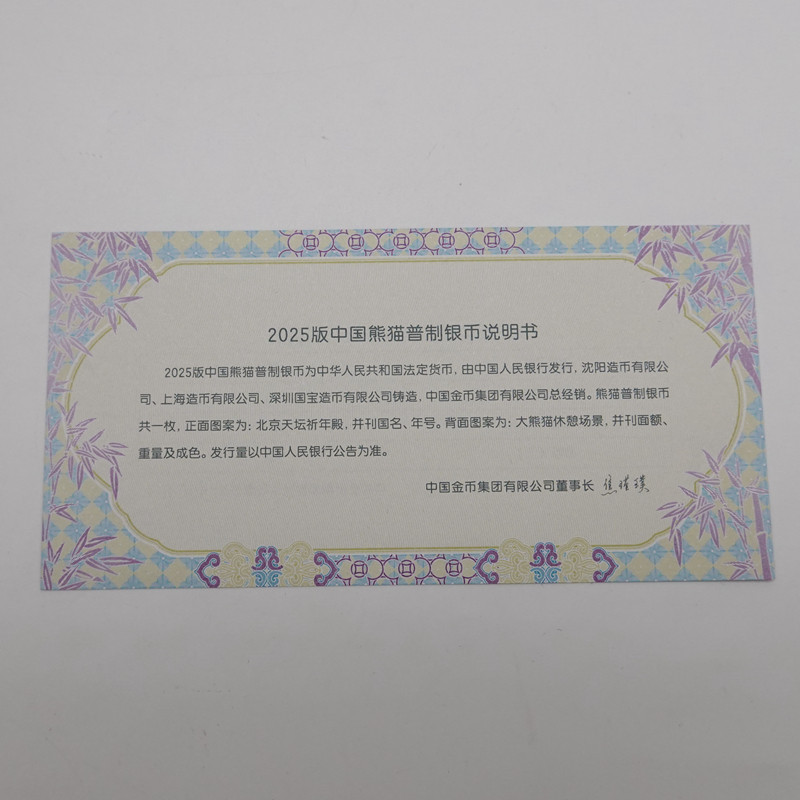 2025版中国熊猫普制银币说明书
2025版中国熊猫普制银币为中华人民共和国法定货币，由中国人民银行发行，沈阳造币有限公
司、上海造币有限公司、深圳国宝造币有限公司铸造，中国金币集团有限公司总经销。熊猫普制银币
共一枚，正面图案为：北京天坛祈年殿，并刊国名、年号。背面图案为：大熊猫休憩场景，并刊面额、
重量及成色。发行量以中国人民银行公告为准。
中国金币集团有限公司董事长